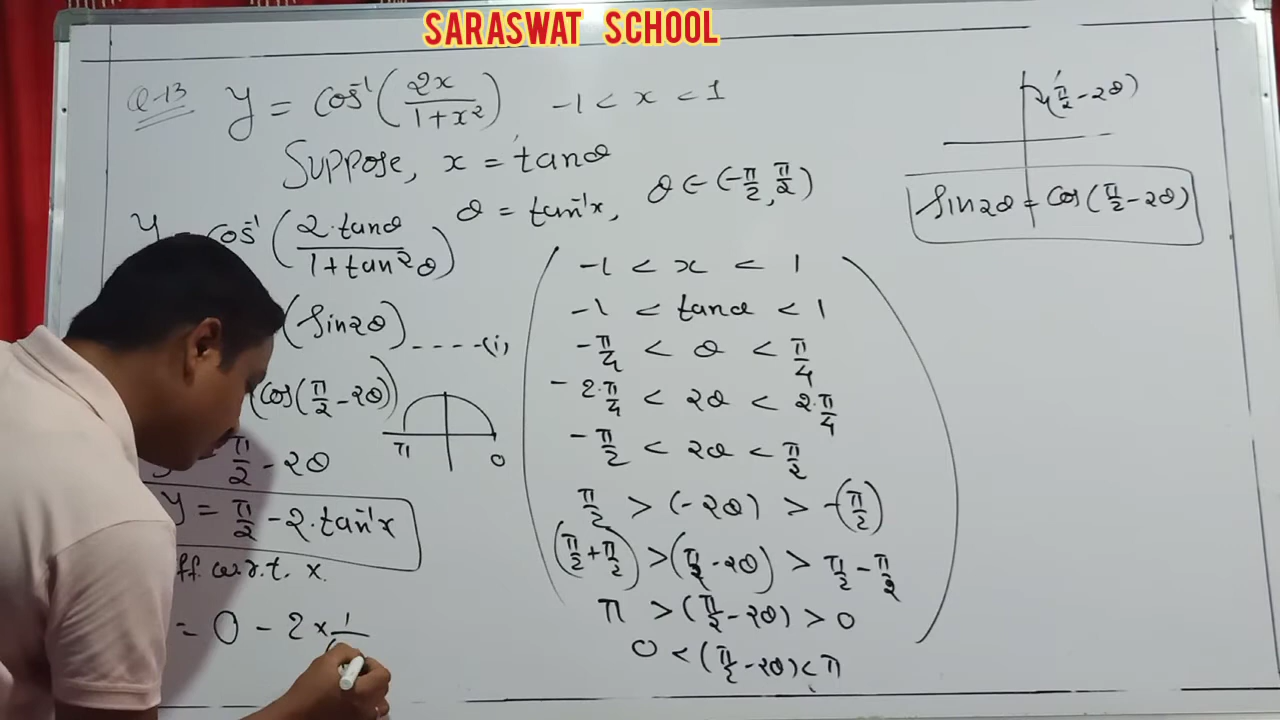 SARASWAT SCHOOL
Q-13 y = cos⁻¹(2x/(1+x²)) -1 < x < 1
Suppose, x = tanθ
y cos⁻¹(2·tanθ/(1+tan²θ)) θ = tan⁻¹x, θ ∈ (-π/2, π/2)
(sin2θ) ----(i)
(cos(π/2 - 2θ))
π 0
π/2 - 2θ
y = π/2 - 2·tan⁻¹x
ff. w.r.t. x.
= 0 - 2 × 1/
-1 < x < 1
-1 < tanθ < 1
-π/4 < θ < π/4
-2·π/4 < 2θ < 2·π/4
-π/2 < 2θ < π/2
π/2 > (-2θ) > -(π/2)
(π/2 + π/2) > (π/2 - 2θ) > π/2 - π/2
π > (π/2 - 2θ) > 0
0 < (π/2 - 2θ) < π
(π/2 - 2θ)
sin2θ = cos(π/2 - 2θ)